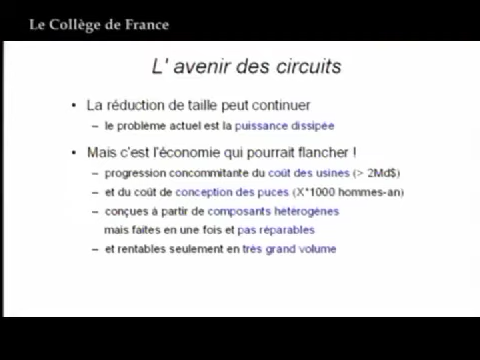 Le Collège de France
L' avenir des circuits
• La réduction de taille peut continuer
– le problème actuel est la puissance dissipée
• Mais c'est l'économie qui pourrait flancher !
– progression concommitante du coût des usines (> 2Md$)
– et du coût de conception des puces (X*1000 hommes-an)
– conçues à partir de composants hétérogènes
mais faites en une fois et pas réparables
– et rentables seulement en très grand volume